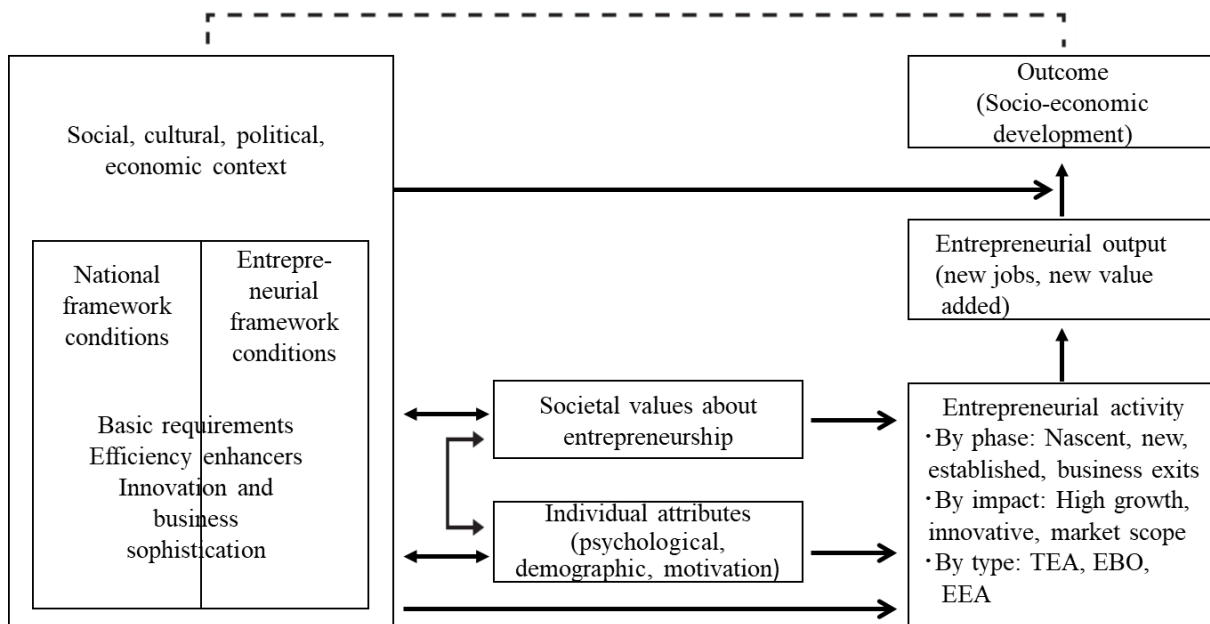 Social, cultural, political,
economic context
National
framework
conditions
Entrepre-
neurial
framework
conditions
Basic requirements
Efficiency enhancers
Innovation and
business
sophistication
Societal values about
entrepreneurship
Individual attributes
(psychological,
demographic, motivation)
Outcome
(Socio-economic
development)
Entrepreneurial output
(new jobs, new value
added)
Entrepreneurial activity
・By phase: Nascent, new,
established, business exits
・By impact: High growth,
innovative, market scope
・By type: TEA, EBO,
EEA